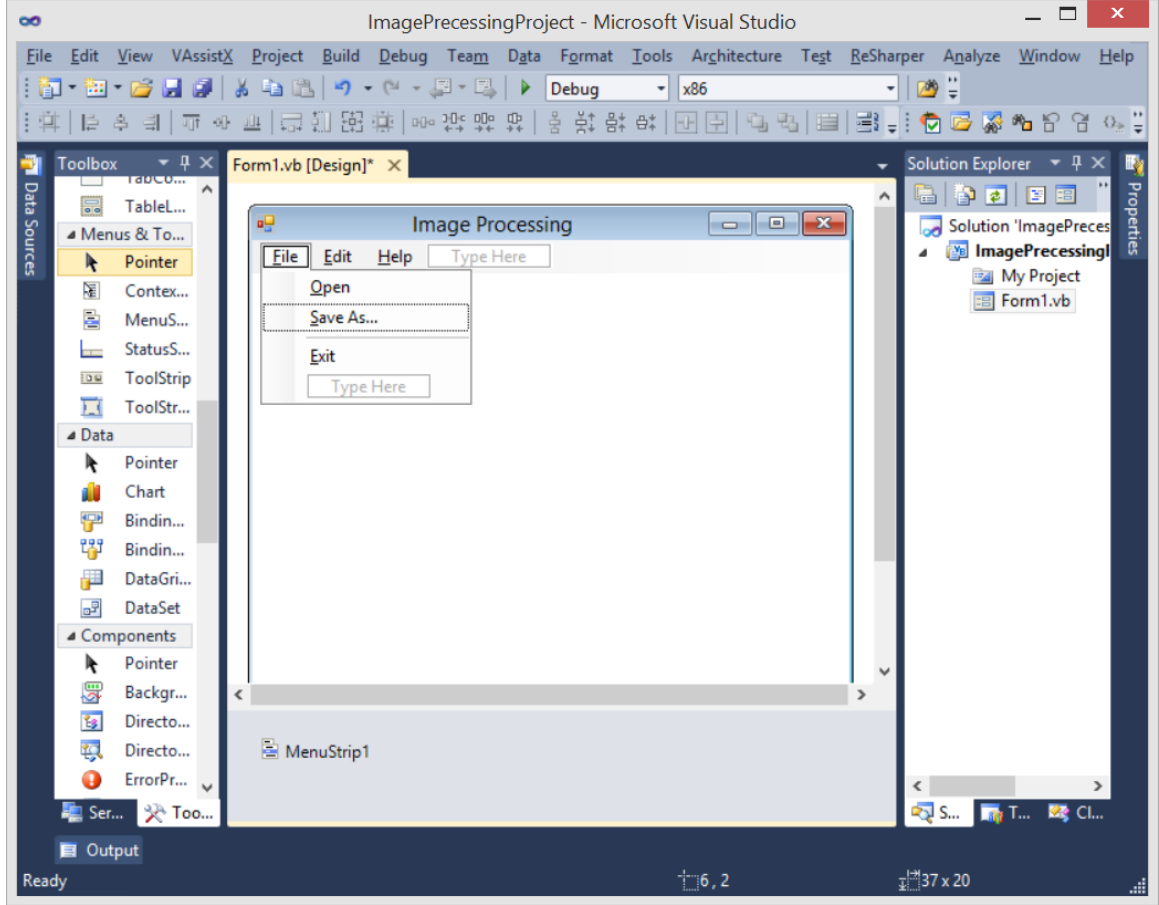 ImagePrecessingProject - Microsoft Visual Studio
File Edit View VAssistX Project Build Debug Team Data Format Tools Architecture Test ReSharper Analyze Window Help
Debug x86
Data Sources
Toolbox
TabCo...
TableL...
Menus & To...
Pointer
Contex...
MenuS...
StatusS...
ToolStrip
ToolStr...
Data
Pointer
Chart
Bindin...
Bindin...
DataGri...
DataSet
Components
Pointer
Backgr...
Directo...
Directo...
ErrorPr...
Ser... Too...
Form1.vb [Design]*
Image Processing
File Edit Help Type Here
Open
Save As...
Exit
Type Here
MenuStrip1
Solution Explorer
Solution 'ImagePreces
ImagePrecessingI
My Project
Form1.vb
S... T... Cl...
Properties
Output
Ready 6 , 2 37 x 20